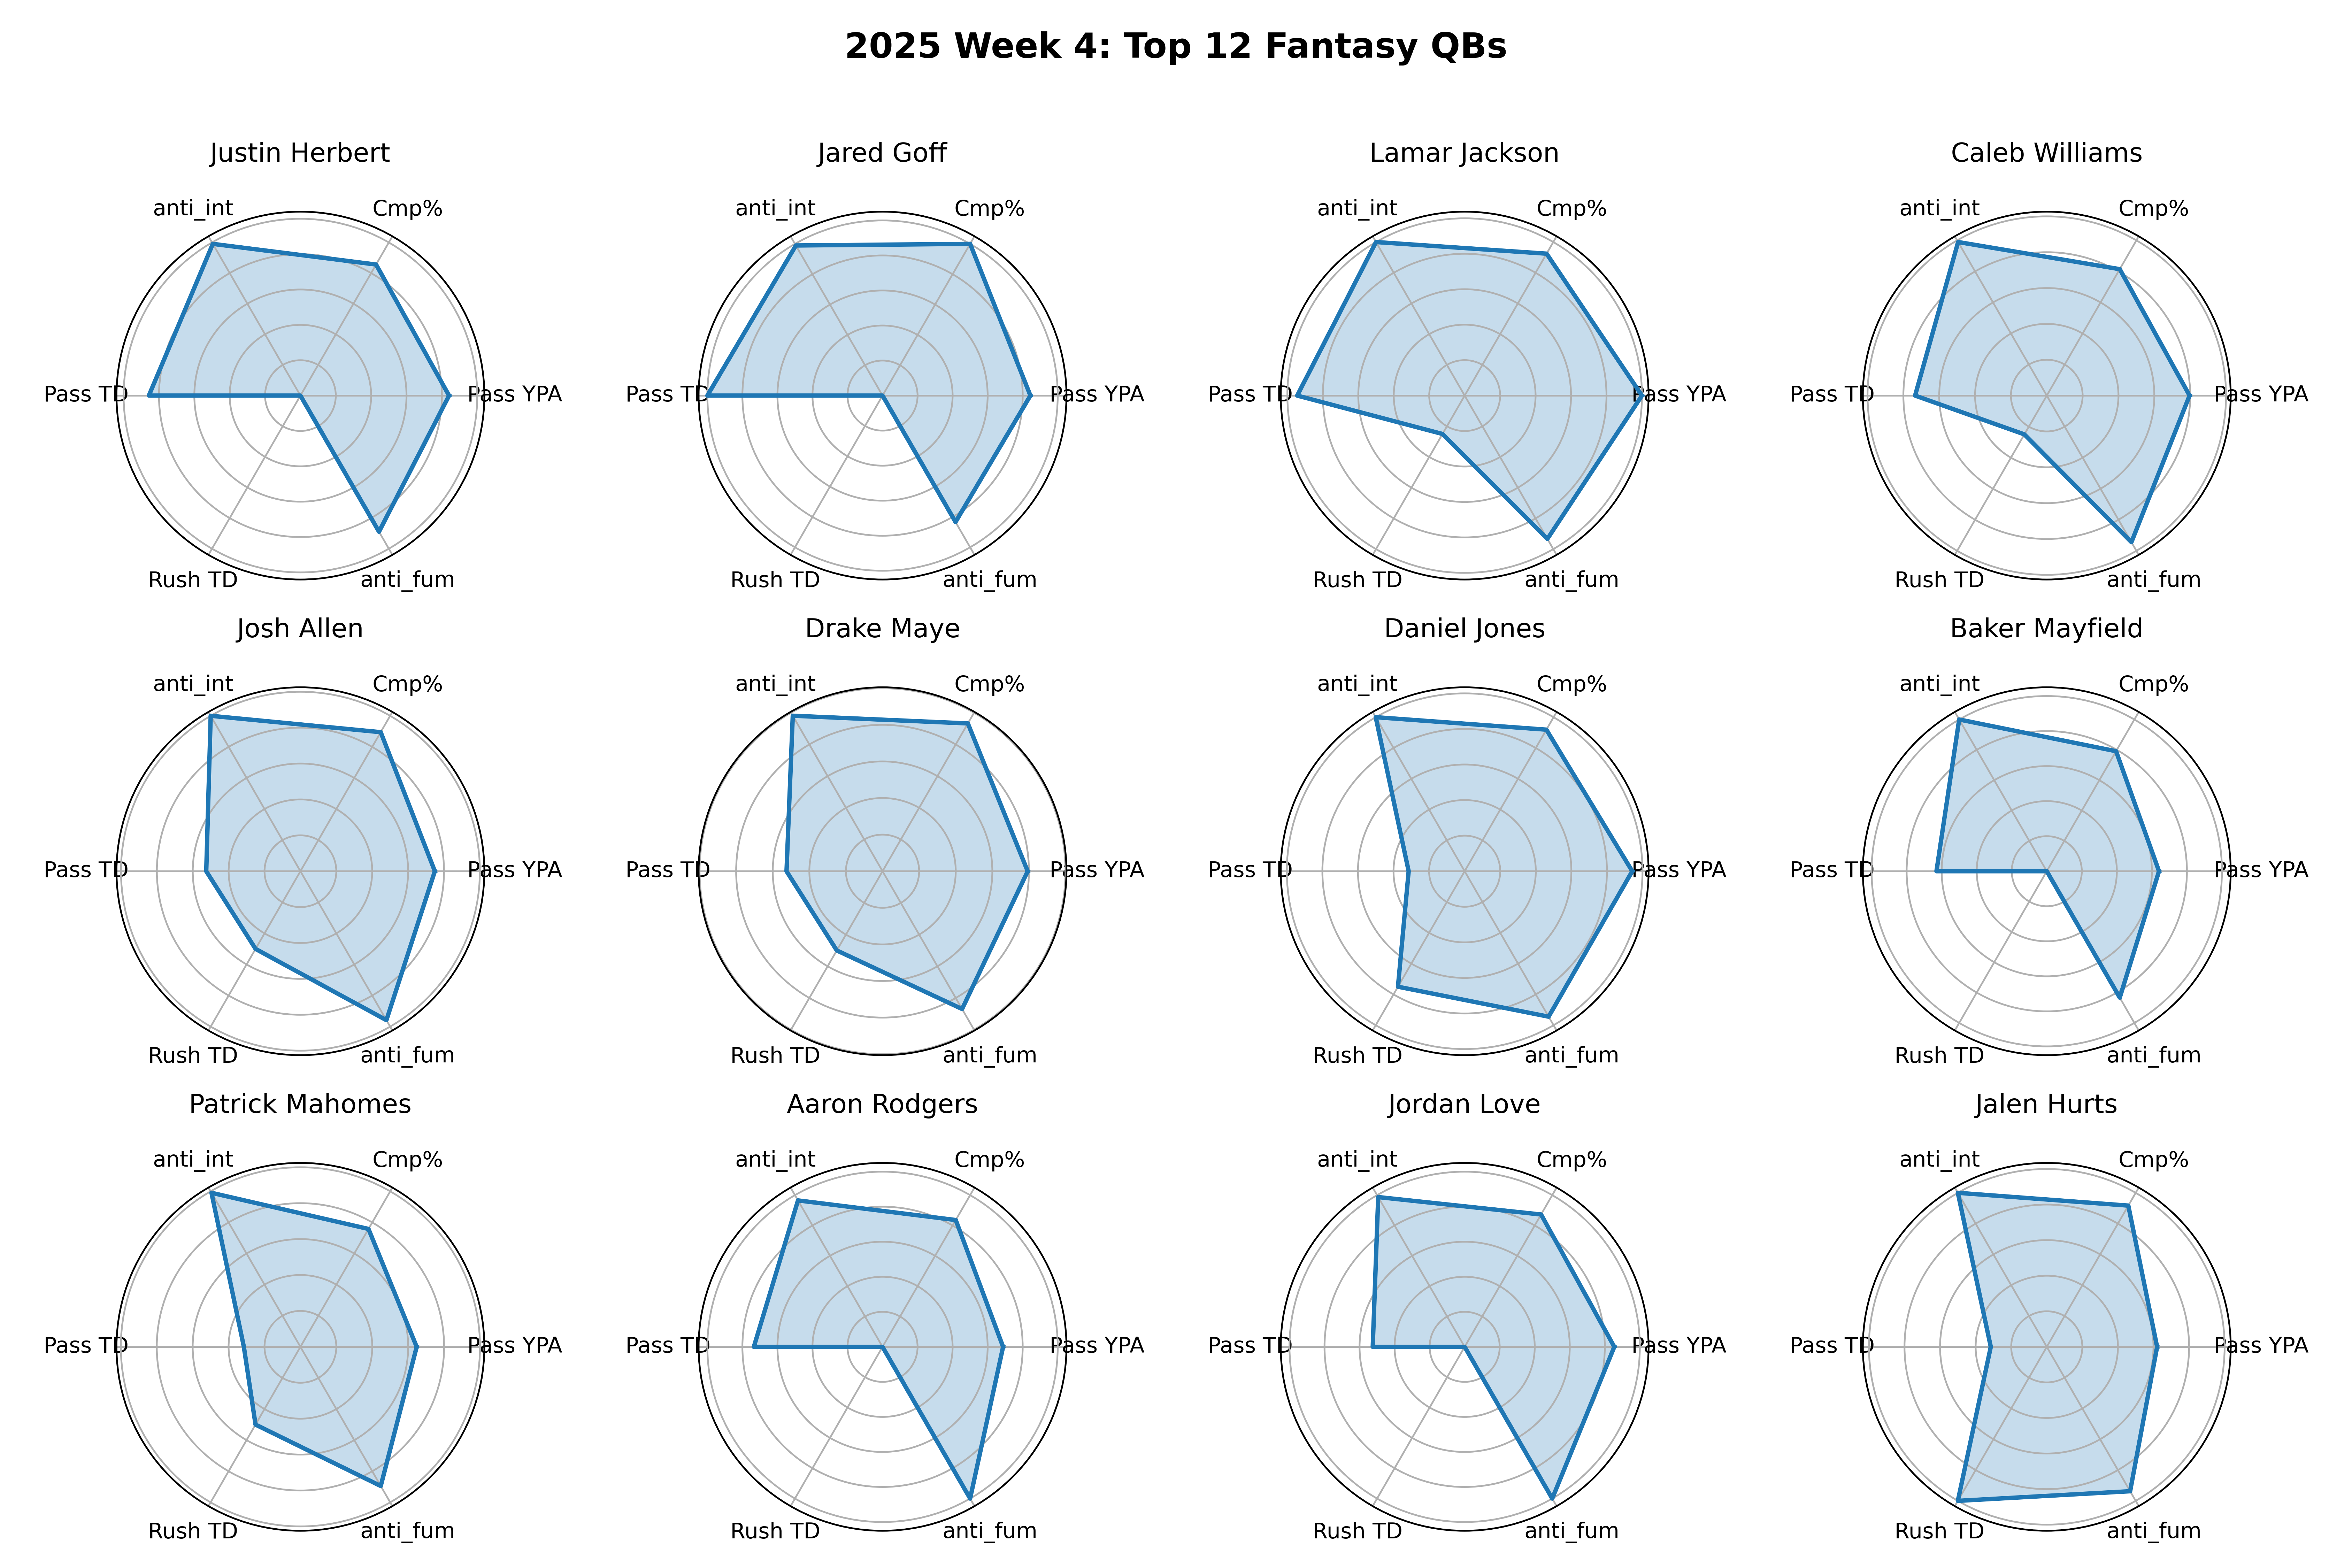 2025 Week 4: Top 12 Fantasy QBs
Justin Herbert
anti_int
Cmp%
Pass TD
Pass YPA
Rush TD
anti_fum
Jared Goff
anti_int
Cmp%
Pass TD
Pass YPA
Rush TD
anti_fum
Lamar Jackson
anti_int
Cmp%
Pass TD
Pass YPA
Rush TD
anti_fum
Caleb Williams
anti_int
Cmp%
Pass TD
Pass YPA
Rush TD
anti_fum
Josh Allen
anti_int
Cmp%
Pass TD
Pass YPA
Rush TD
anti_fum
Drake Maye
anti_int
Cmp%
Pass TD
Pass YPA
Rush TD
anti_fum
Daniel Jones
anti_int
Cmp%
Pass TD
Pass YPA
Rush TD
anti_fum
Baker Mayfield
anti_int
Cmp%
Pass TD
Pass YPA
Rush TD
anti_fum
Patrick Mahomes
anti_int
Cmp%
Pass TD
Pass YPA
Rush TD
anti_fum
Aaron Rodgers
anti_int
Cmp%
Pass TD
Pass YPA
Rush TD
anti_fum
Jordan Love
anti_int
Cmp%
Pass TD
Pass YPA
Rush TD
anti_fum
Jalen Hurts
anti_int
Cmp%
Pass TD
Pass YPA
Rush TD
anti_fum